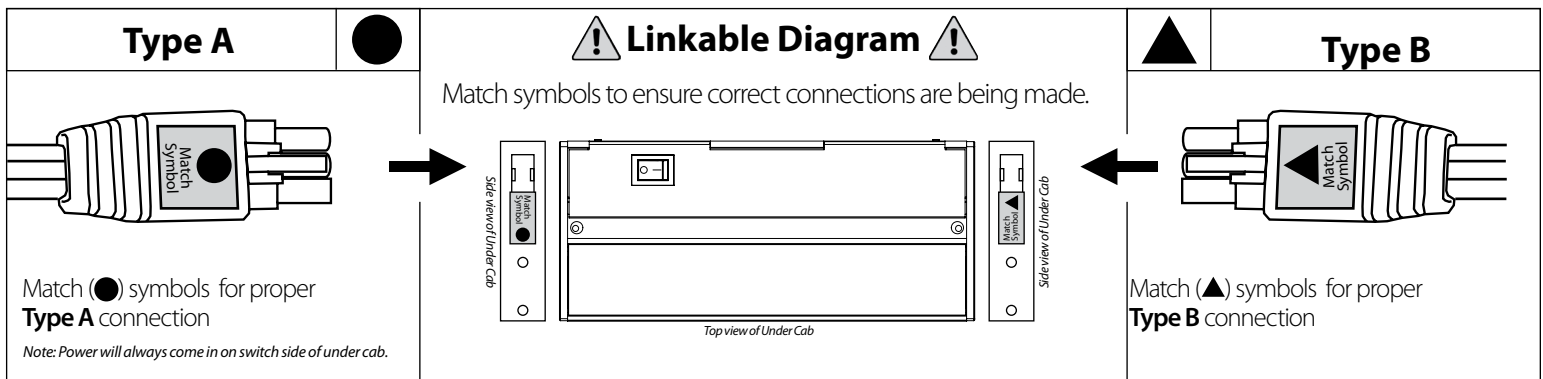 Type A
Match
Symbol
Match (●) symbols for proper
Type A connection
Note: Power will always come in on switch side of under cab.
Linkable Diagram
Match symbols to ensure correct connections are being made.
Side view of Under Cab
Match
Symbol
Top view of Under Cab
Match
Symbol
Side view of Under Cab
Type B
Match
Symbol
Match (▲) symbols for proper
Type B connection